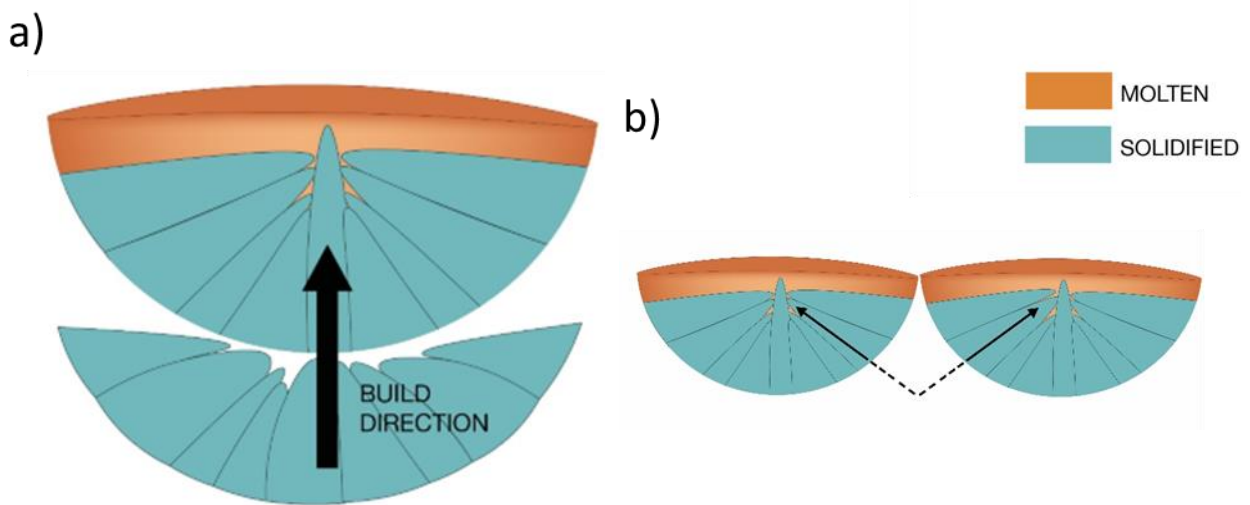 a)
b)
MOLTEN
SOLIDIFIED
BUILD
DIRECTION